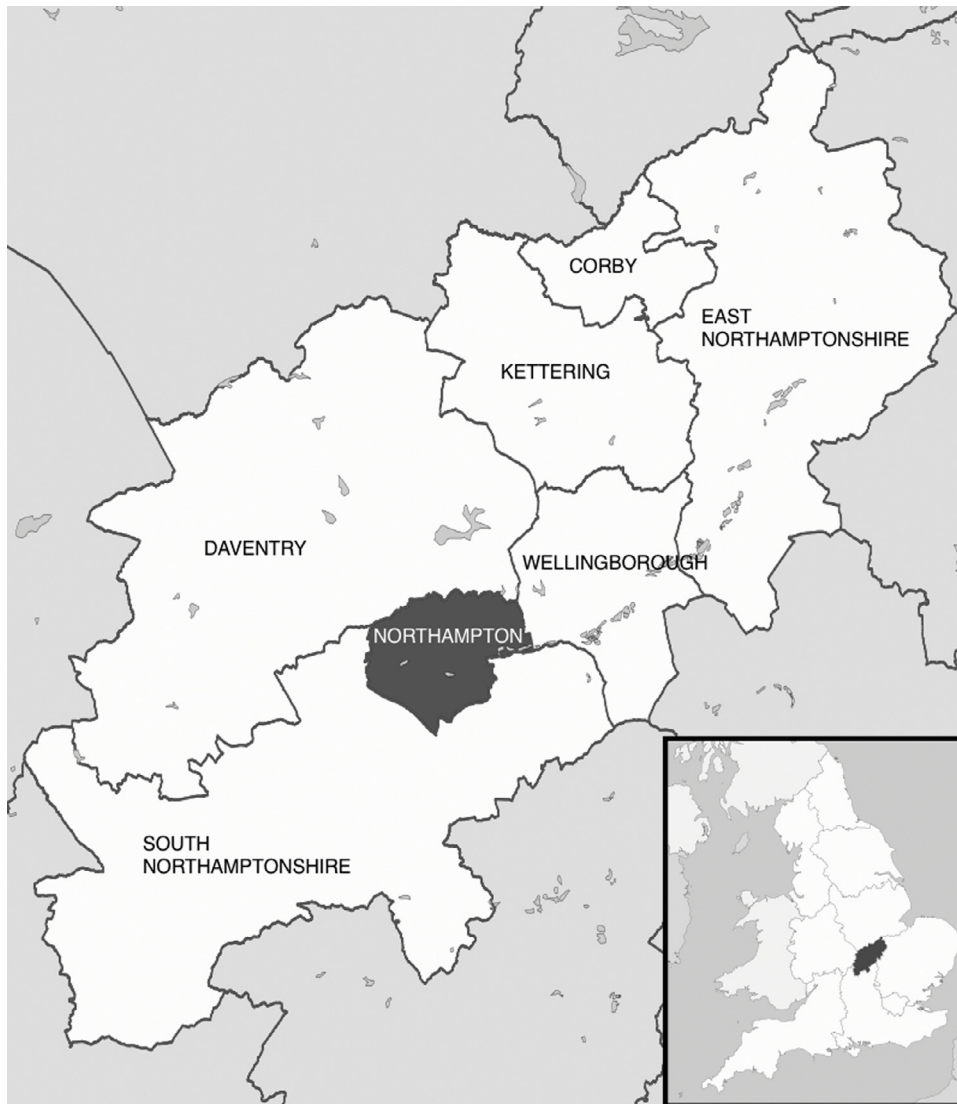 CORBY
EAST
NORTHAMPTONSHIRE
KETTERING
DAVENTRY
WELLINGBOROUGH
NORTHAMPTON
SOUTH
NORTHAMPTONSHIRE